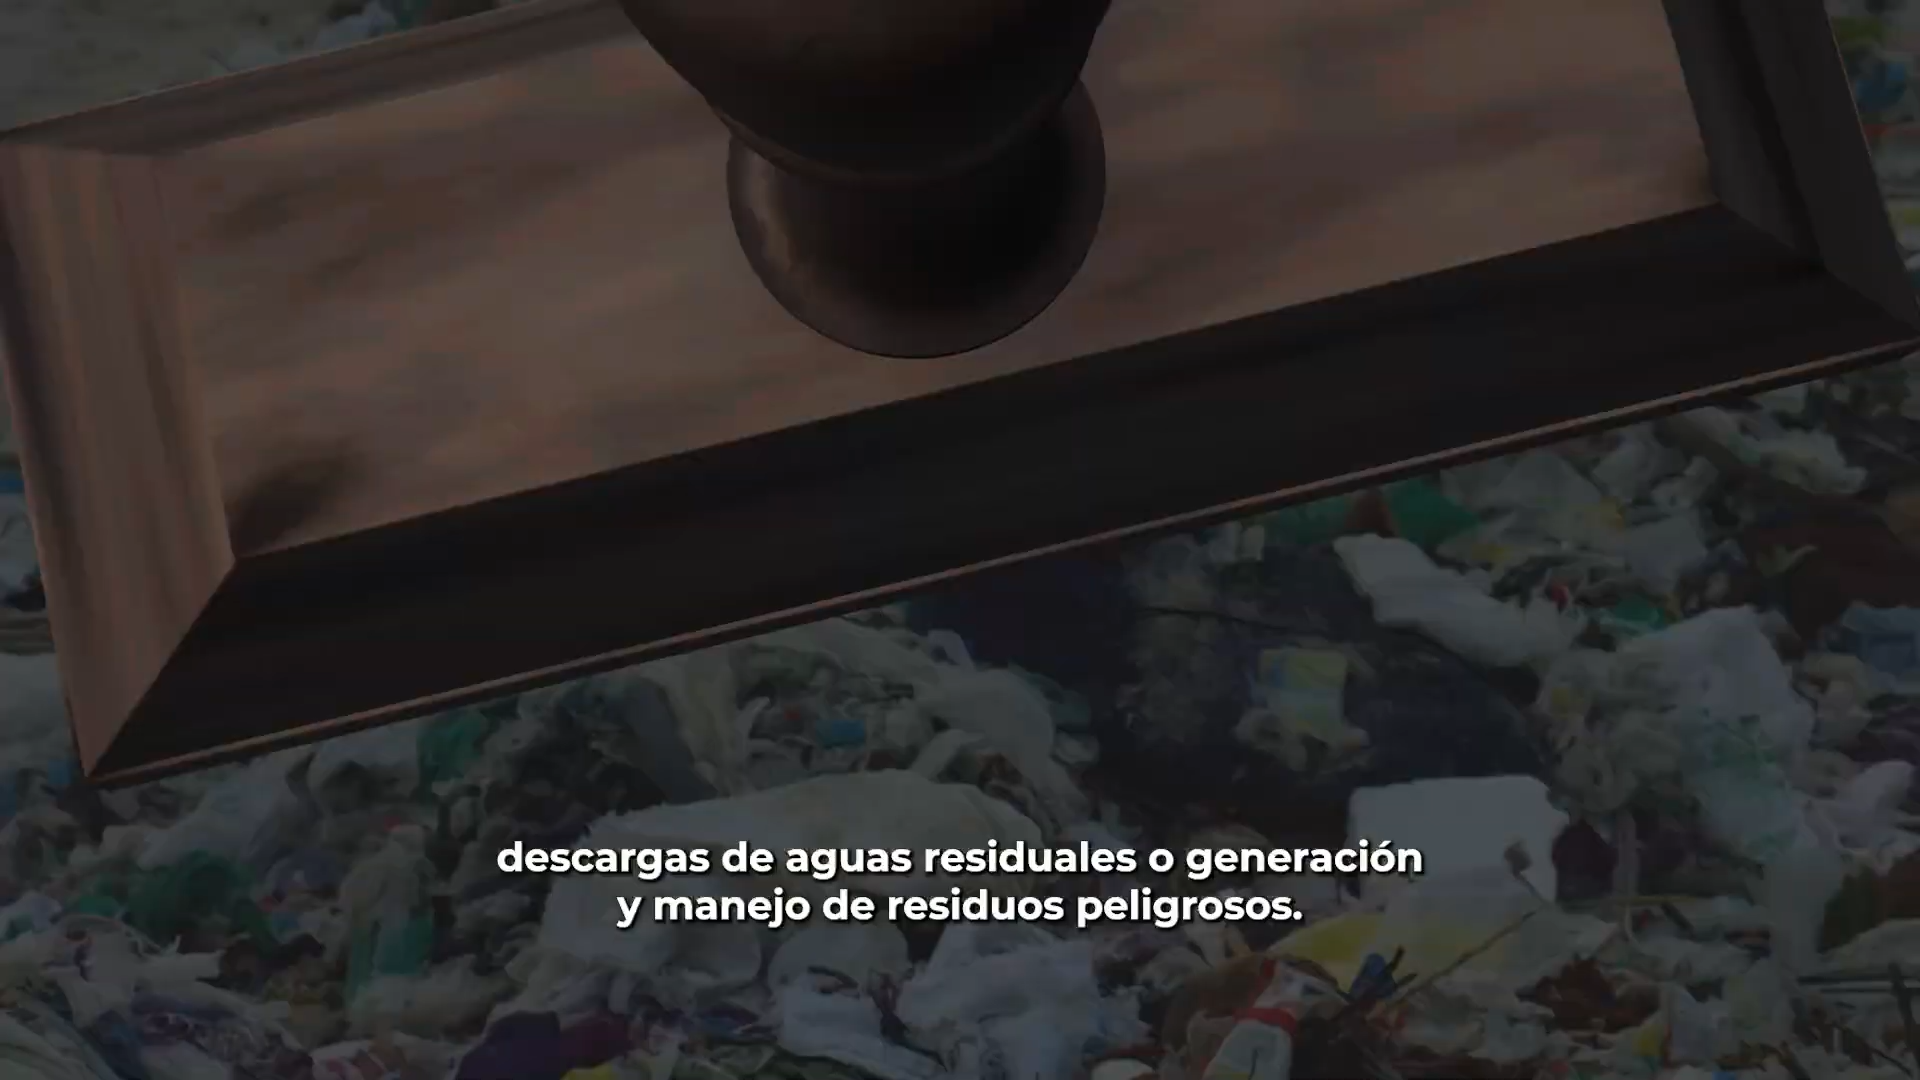 descargas de aguas residuales o generación
y manejo de residuos peligrosos.